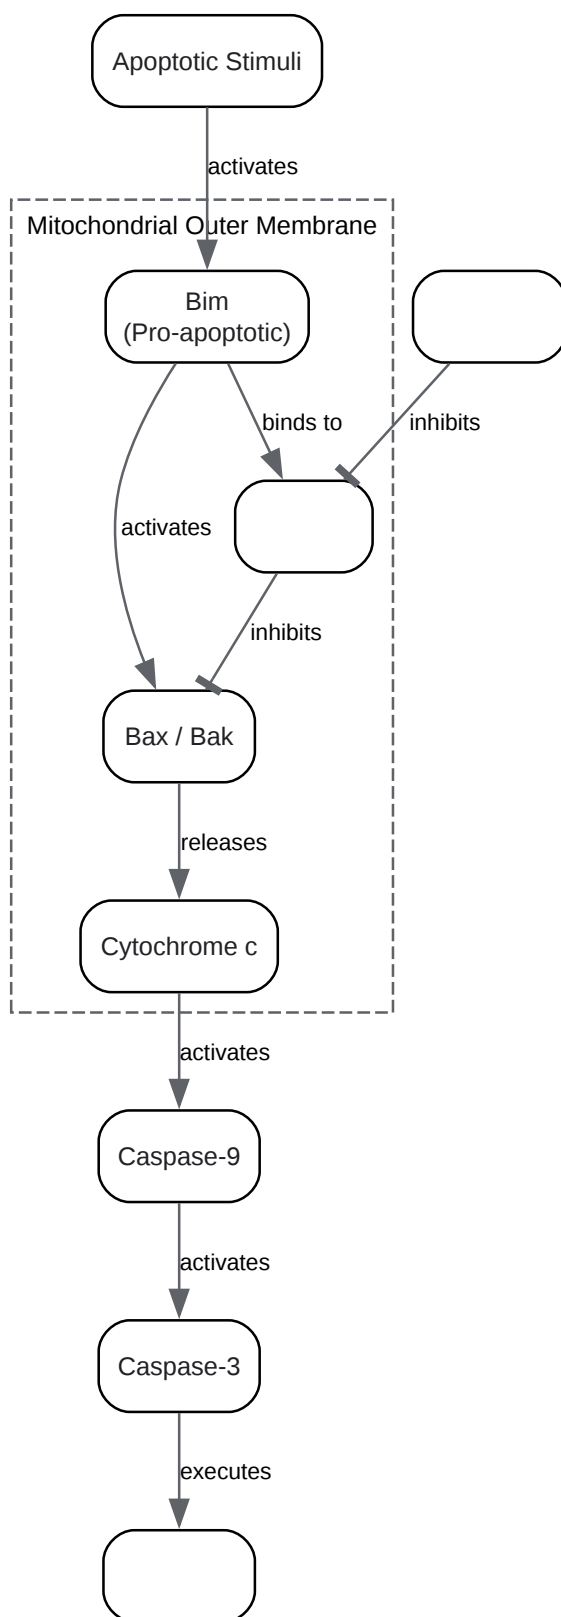 Apoptotic Stimuli
activates
Mitochondrial Outer Membrane
Bim
(Pro-apoptotic)
binds to
inhibits
activates
inhibits
Bax / Bak
releases
Cytochrome c
activates
Caspase-9
activates
Caspase-3
executes